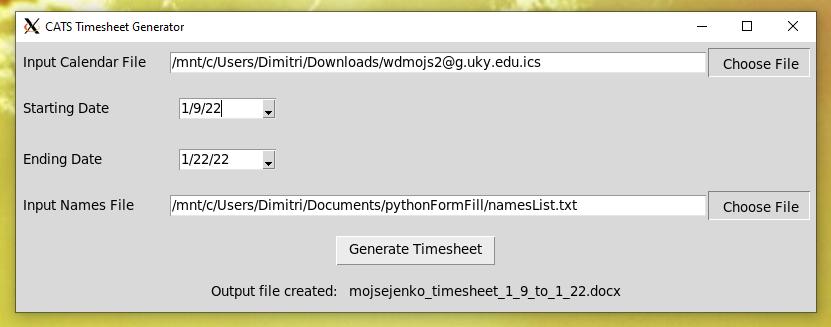 CATS Timesheet Generator
Input Calendar File /mnt/c/Users/Dimitri/Downloads/wdmojs2@g.uky.edu.ics Choose File
Starting Date 1/9/22
Ending Date 1/22/22
Input Names File /mnt/c/Users/Dimitri/Documents/pythonFormFill/namesList.txt Choose File
Generate Timesheet
Output file created: mojsejenko_timesheet_1_9_to_1_22.docx